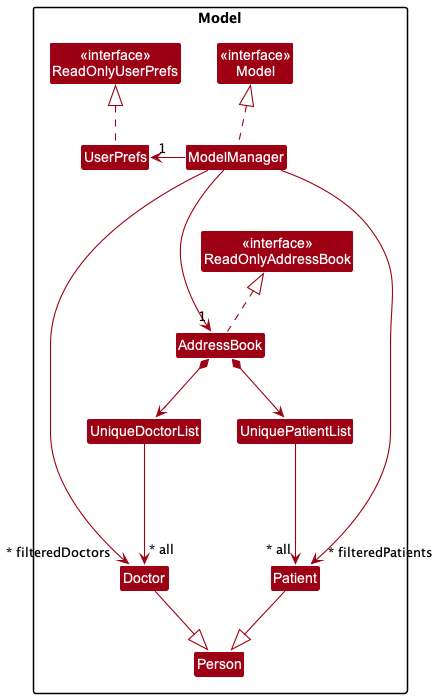 Model
«interface»
ReadOnlyUserPrefs
«interface»
Model
UserPrefs
1
ModelManager
«interface»
ReadOnlyAddressBook
1
AddressBook
UniqueDoctorList
UniquePatientList
* filteredDoctors
* all
* all
* filteredPatients
Doctor
Patient
Person